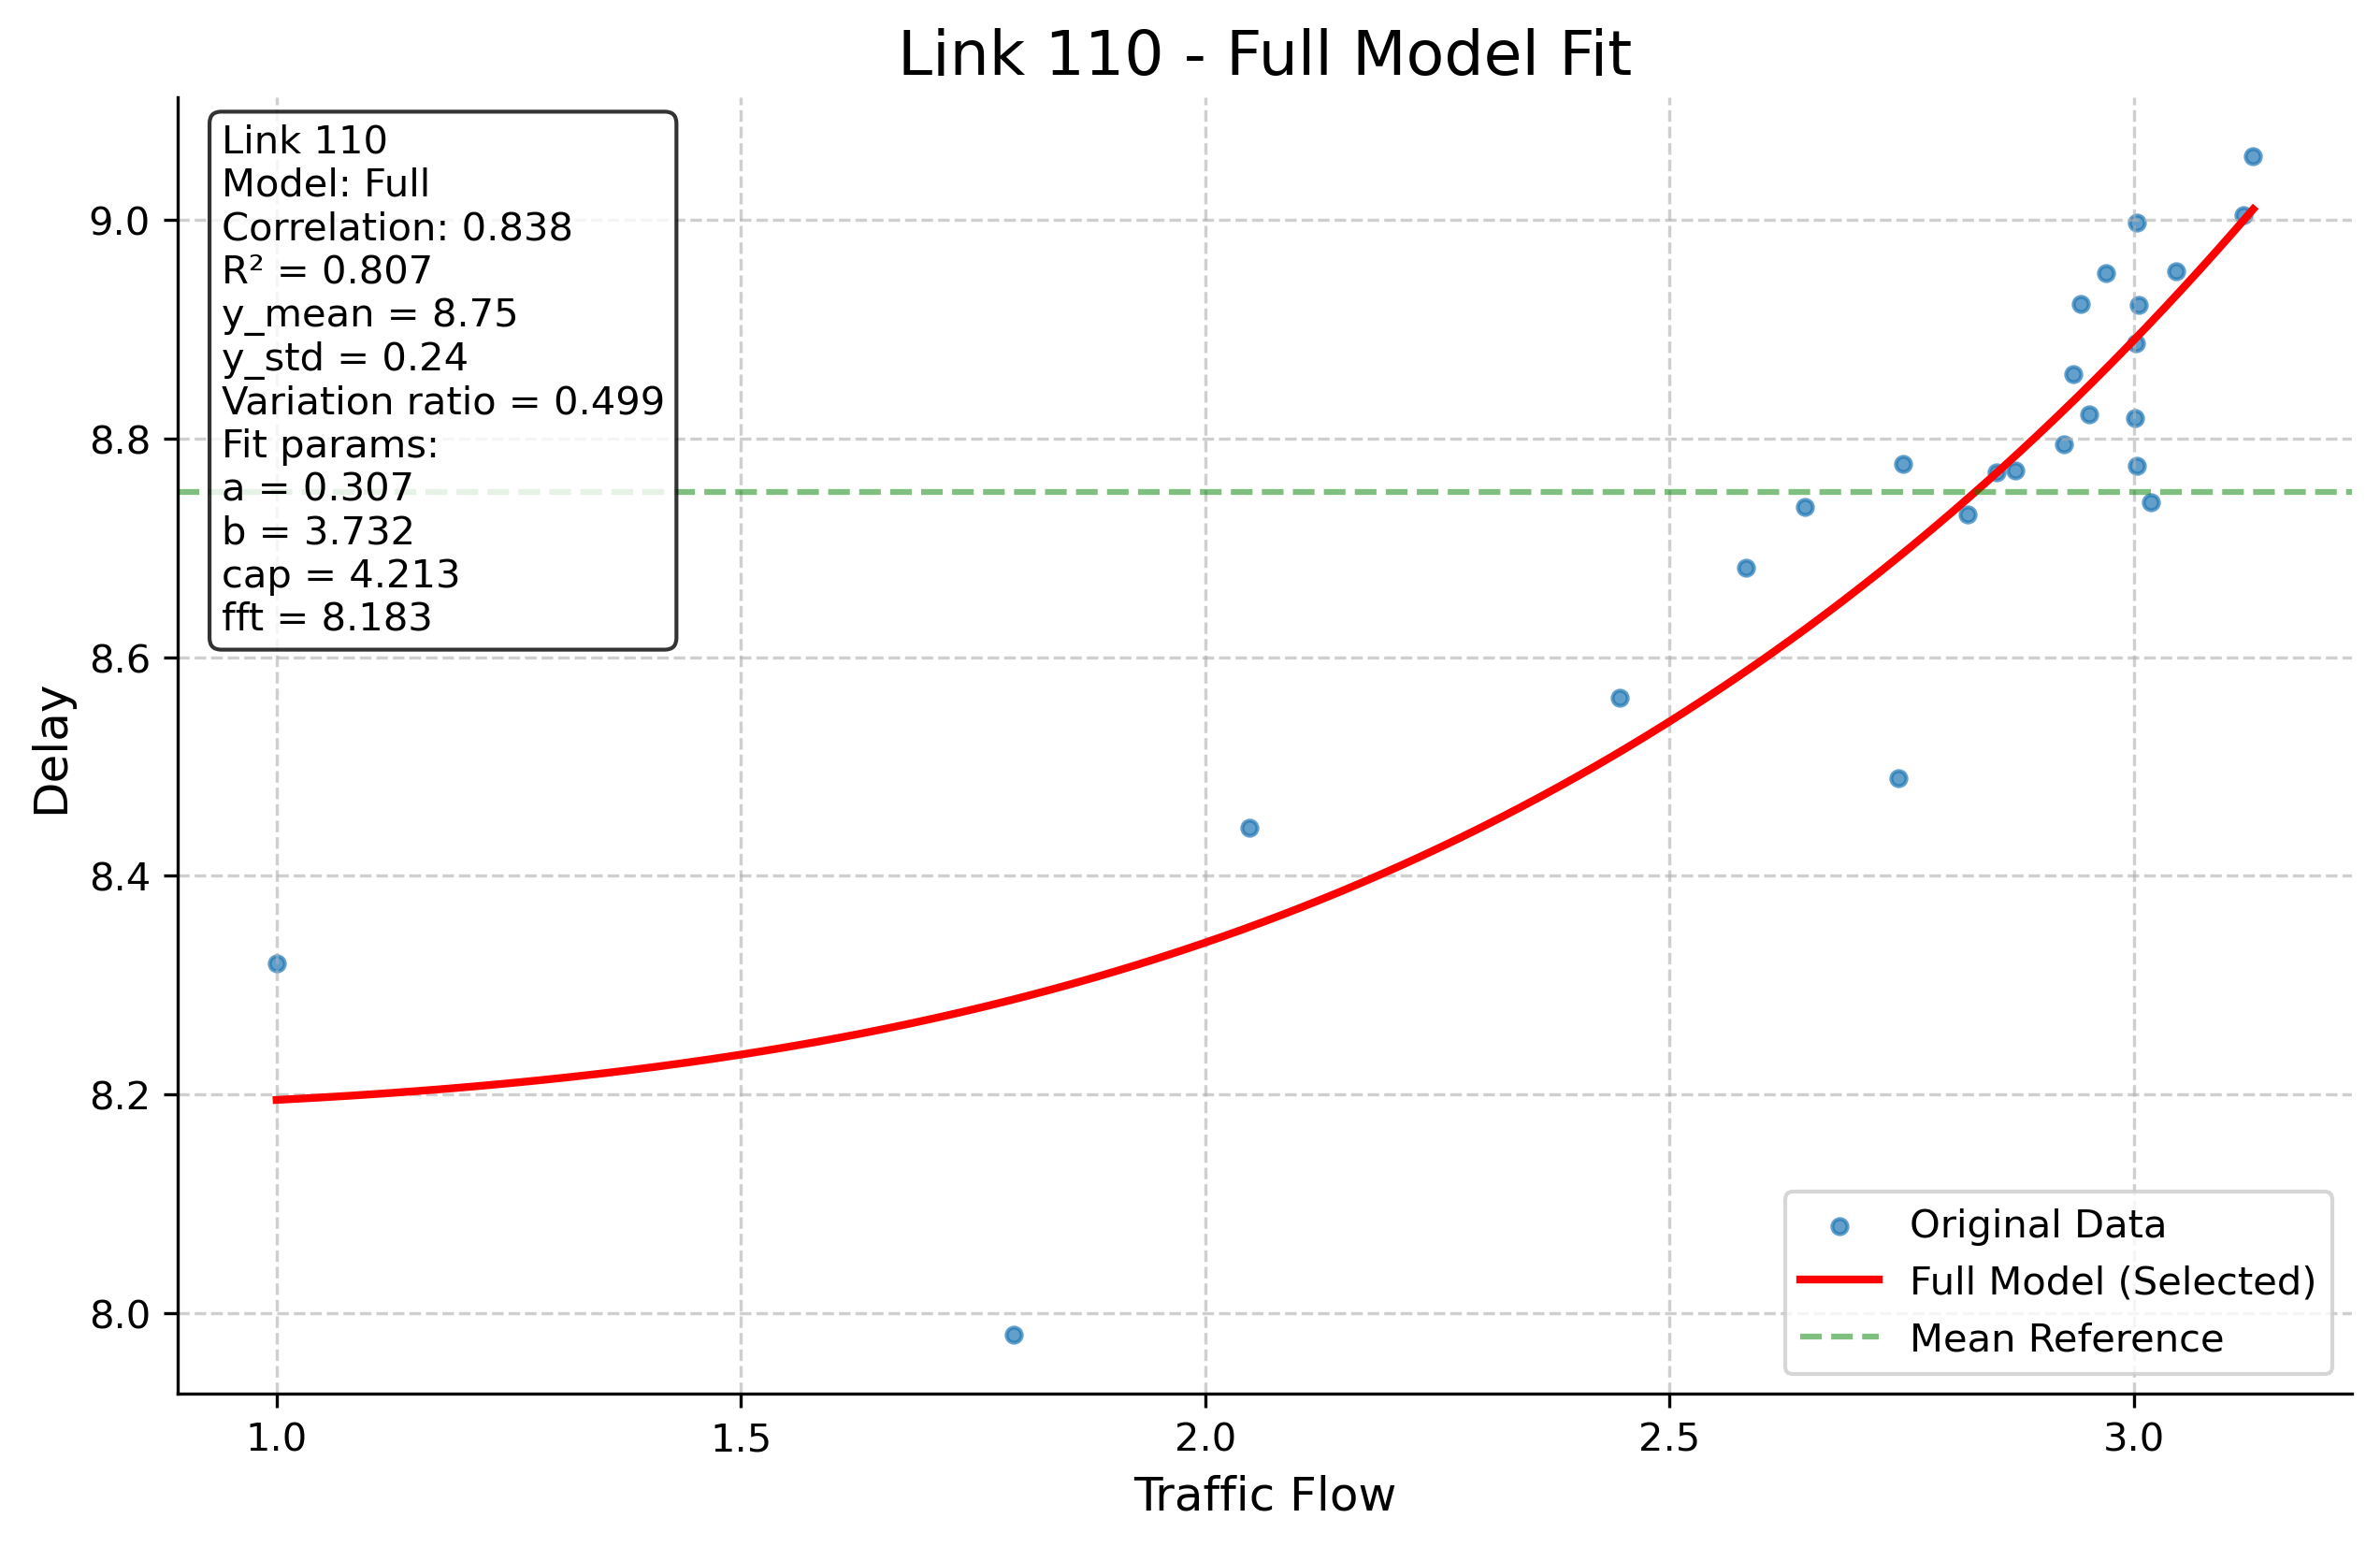 Link 110 - Full Model Fit
Link 110
Model: Full
Correlation: 0.838
R² = 0.807
y_mean = 8.75
y_std = 0.24
Variation ratio = 0.499
Fit params:
a = 0.307
b = 3.732
cap = 4.213
fft = 8.183
9.0
8.8
8.6
8.4
8.2
8.0
Delay
Original Data
Full Model (Selected)
Mean Reference
1.0 1.5 2.0 2.5 3.0
Traffic Flow